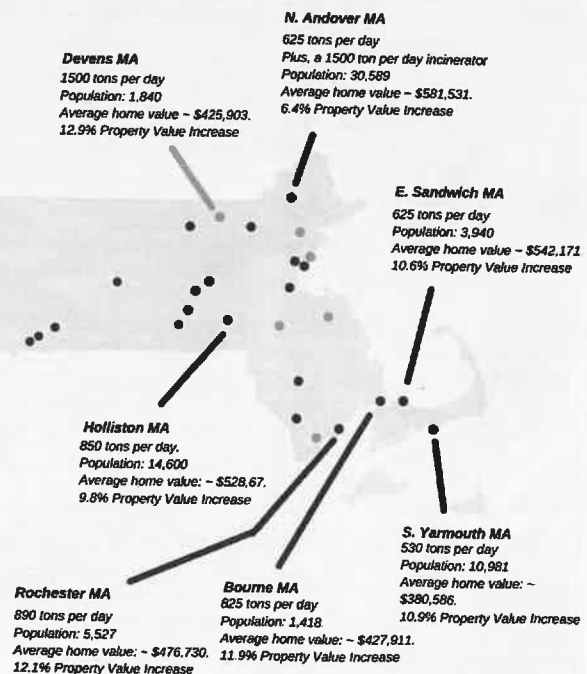 N. Andover MA
625 tons per day
Plus, a 1500 ton per day incinerator
Population: 30,589
Average home value ~ $581,531.
6.4% Property Value Increase
Devens MA
1500 tons per day
Population: 1,840
Average home value ~ $425,903.
12.9% Property Value Increase
E. Sandwich MA
625 tons per day
Population: 3,940
Average home value ~ $542,171
10.6% Property Value Increase
Holliston MA
850 tons per day.
Population: 14,600
Average home value: ~ $528,67.
9.8% Property Value Increase
S. Yarmouth MA
530 tons per day
Population: 10,981
Average home value: ~
$380,586.
10.9% Property Value Increase
Rochester MA
890 tons per day
Population: 5,527
Average home value: ~ $476,730.
12.1% Property Value Increase
Bourne MA
825 tons per day
Population: 1,418
Average home value: ~ $427,911.
11.9% Property Value Increase